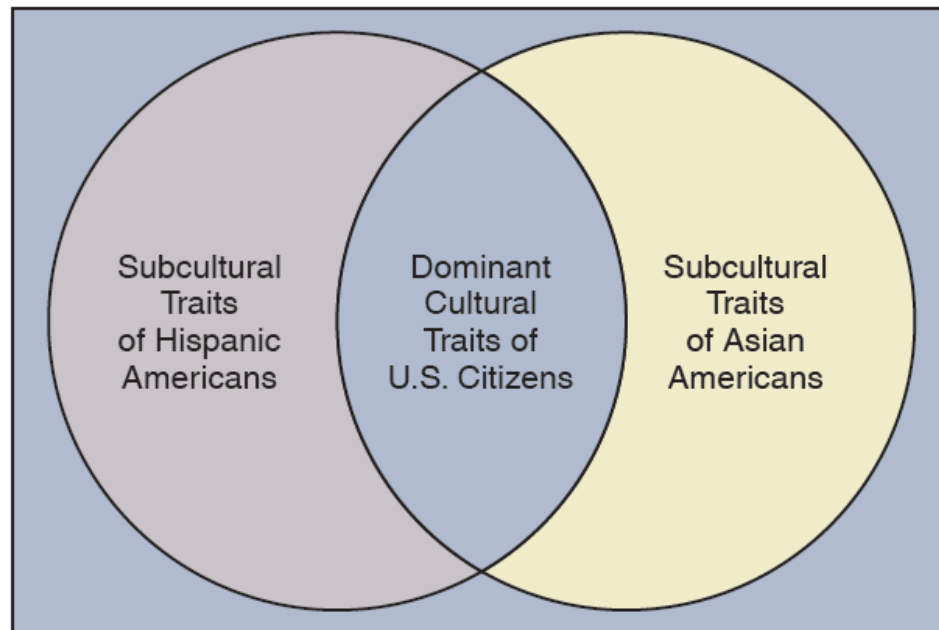 Subcultural
Traits
of Hispanic
Americans
Dominant
Cultural
Traits of
U.S. Citizens
Subcultural
Traits
of Asian
Americans